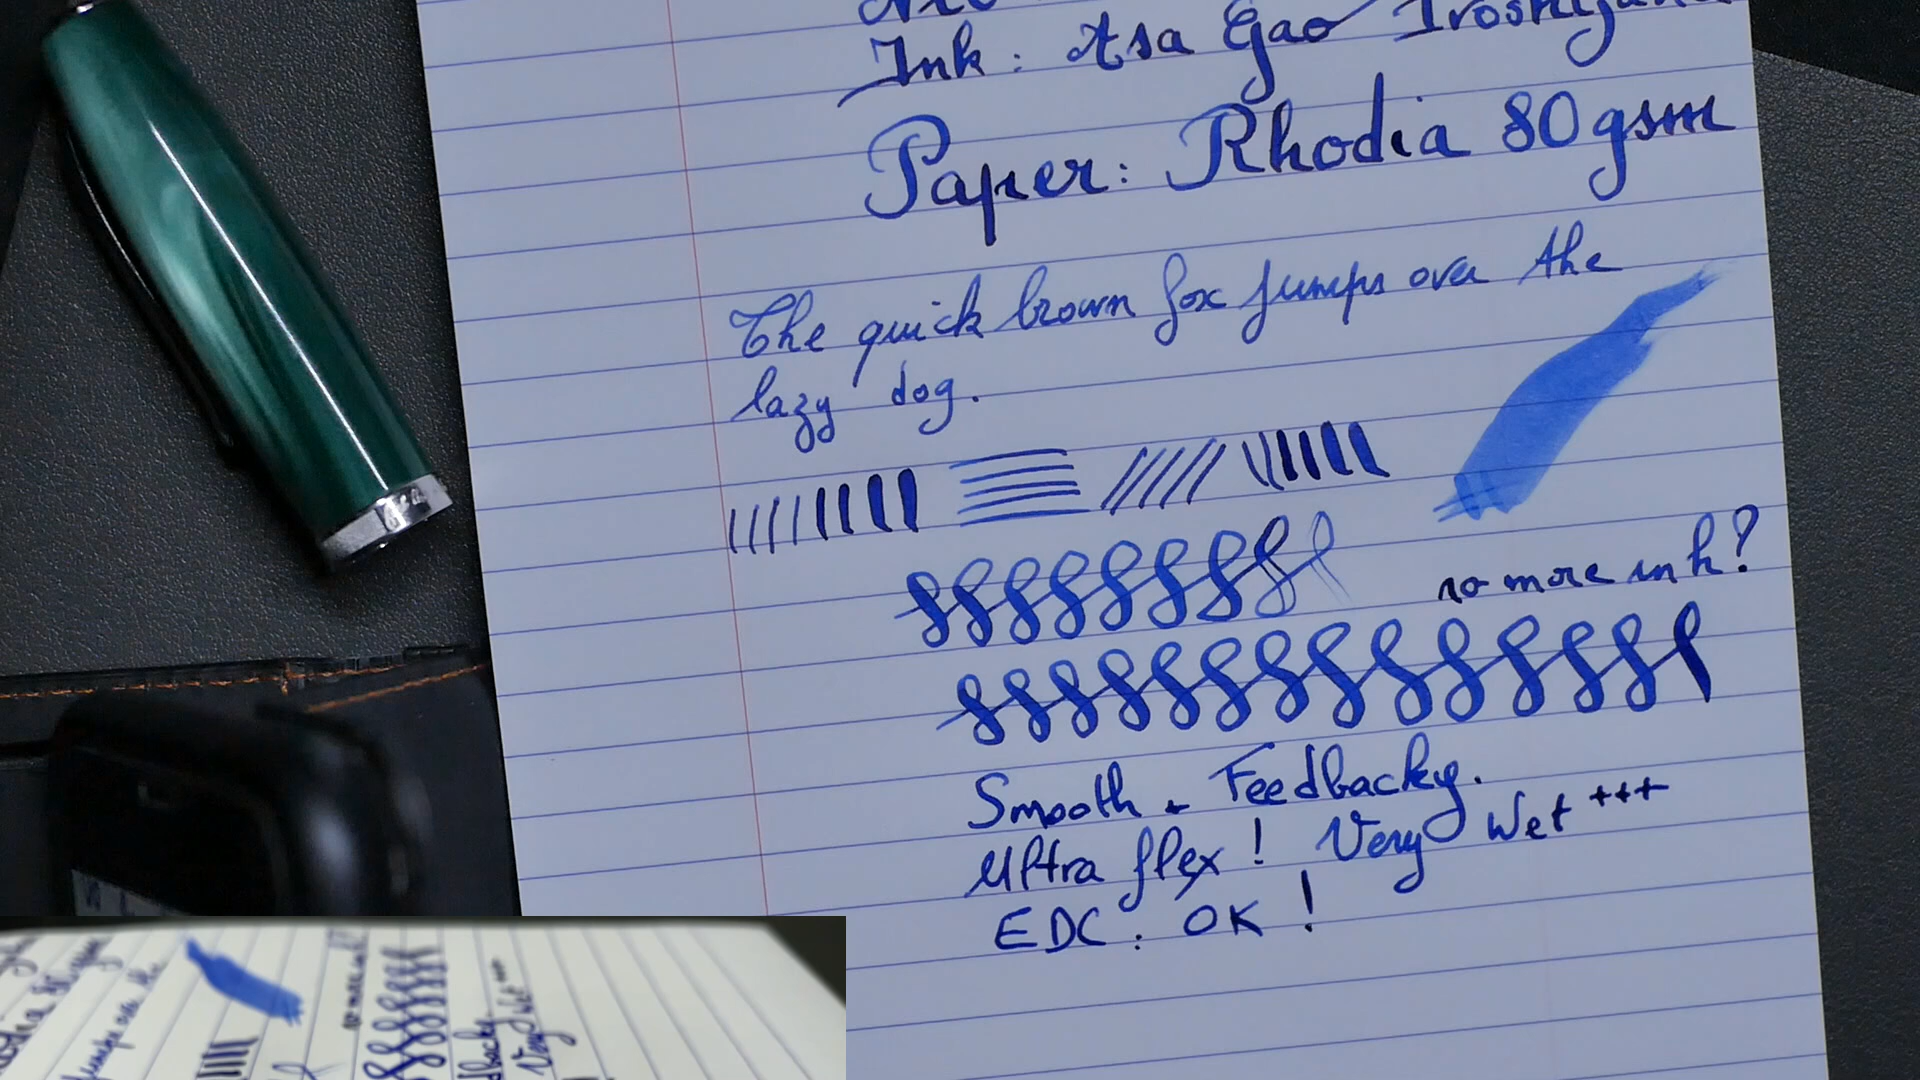 Ink: Asa Gao Iroshizuku
Paper: Rhodia 80 gsm
The quick brown fox jumps over the
lazy dog.
no more ink?
Smooth + Feedbacky.
Ultra flex! Very Wet +++
EDC: OK!